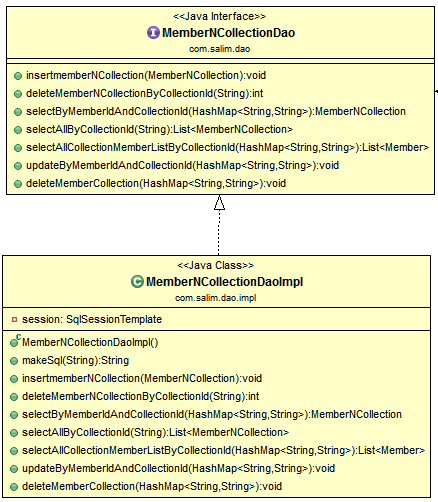 <<Java Interface>>
I MemberNCollectionDao
com.salim.dao
insertmemberNCollection(MemberNCollection):void
deleteMemberNCollectionByCollectionId(String):int
selectByMemberIdAndCollectionId(HashMap<String,String>):MemberNCollection
selectAllByCollectionId(String):List<MemberNCollection>
selectAllCollectionMemberListByCollectionId(HashMap<String,String>):List<Member>
updateByMemberIdAndCollectionId(HashMap<String,String>):void
deleteMemberCollection(HashMap<String,String>):void
<<Java Class>>
C MemberNCollectionDaoImpl
com.salim.dao.impl
session: SqlSessionTemplate
C MemberNCollectionDaoImpl()
makeSql(String):String
insertmemberNCollection(MemberNCollection):void
deleteMemberNCollectionByCollectionId(String):int
selectByMemberIdAndCollectionId(HashMap<String,String>):MemberNCollection
selectAllByCollectionId(String):List<MemberNCollection>
selectAllCollectionMemberListByCollectionId(HashMap<String,String>):List<Member>
updateByMemberIdAndCollectionId(HashMap<String,String>):void
deleteMemberCollection(HashMap<String,String>):void